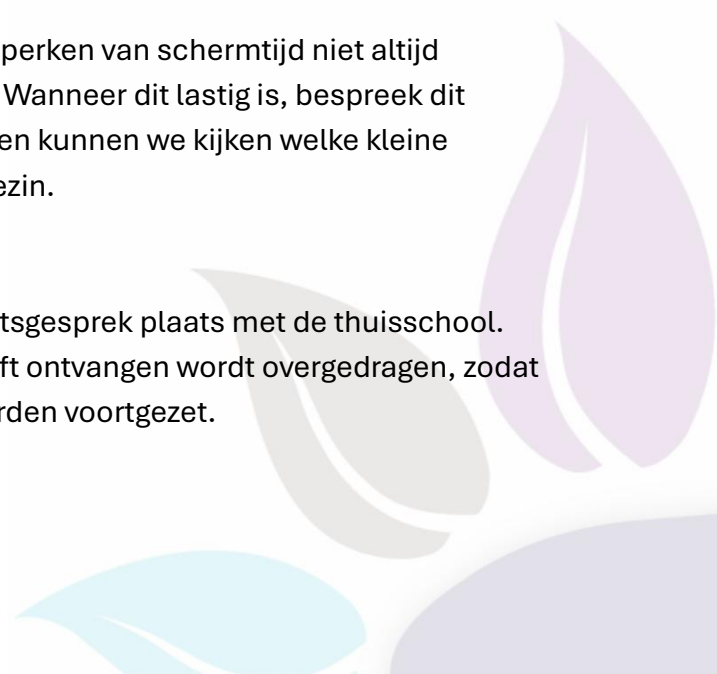 perken van schermtijd niet altijd
Wanneer dit lastig is, bespreek dit
en kunnen we kijken welke kleine
ezin.
tsgesprek plaats met de thuisschool.
ft ontvangen wordt overgedragen, zodat
rden voortgezet.